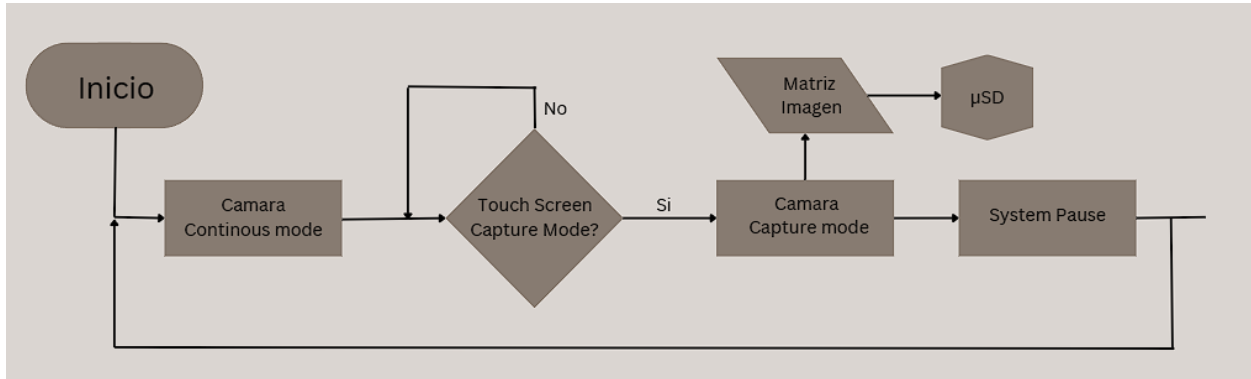 Inicio
Camara
Continous mode
No
Touch Screen
Capture Mode?
Si
Matriz
Imagen
µSD
Camara
Capture mode
System Pause